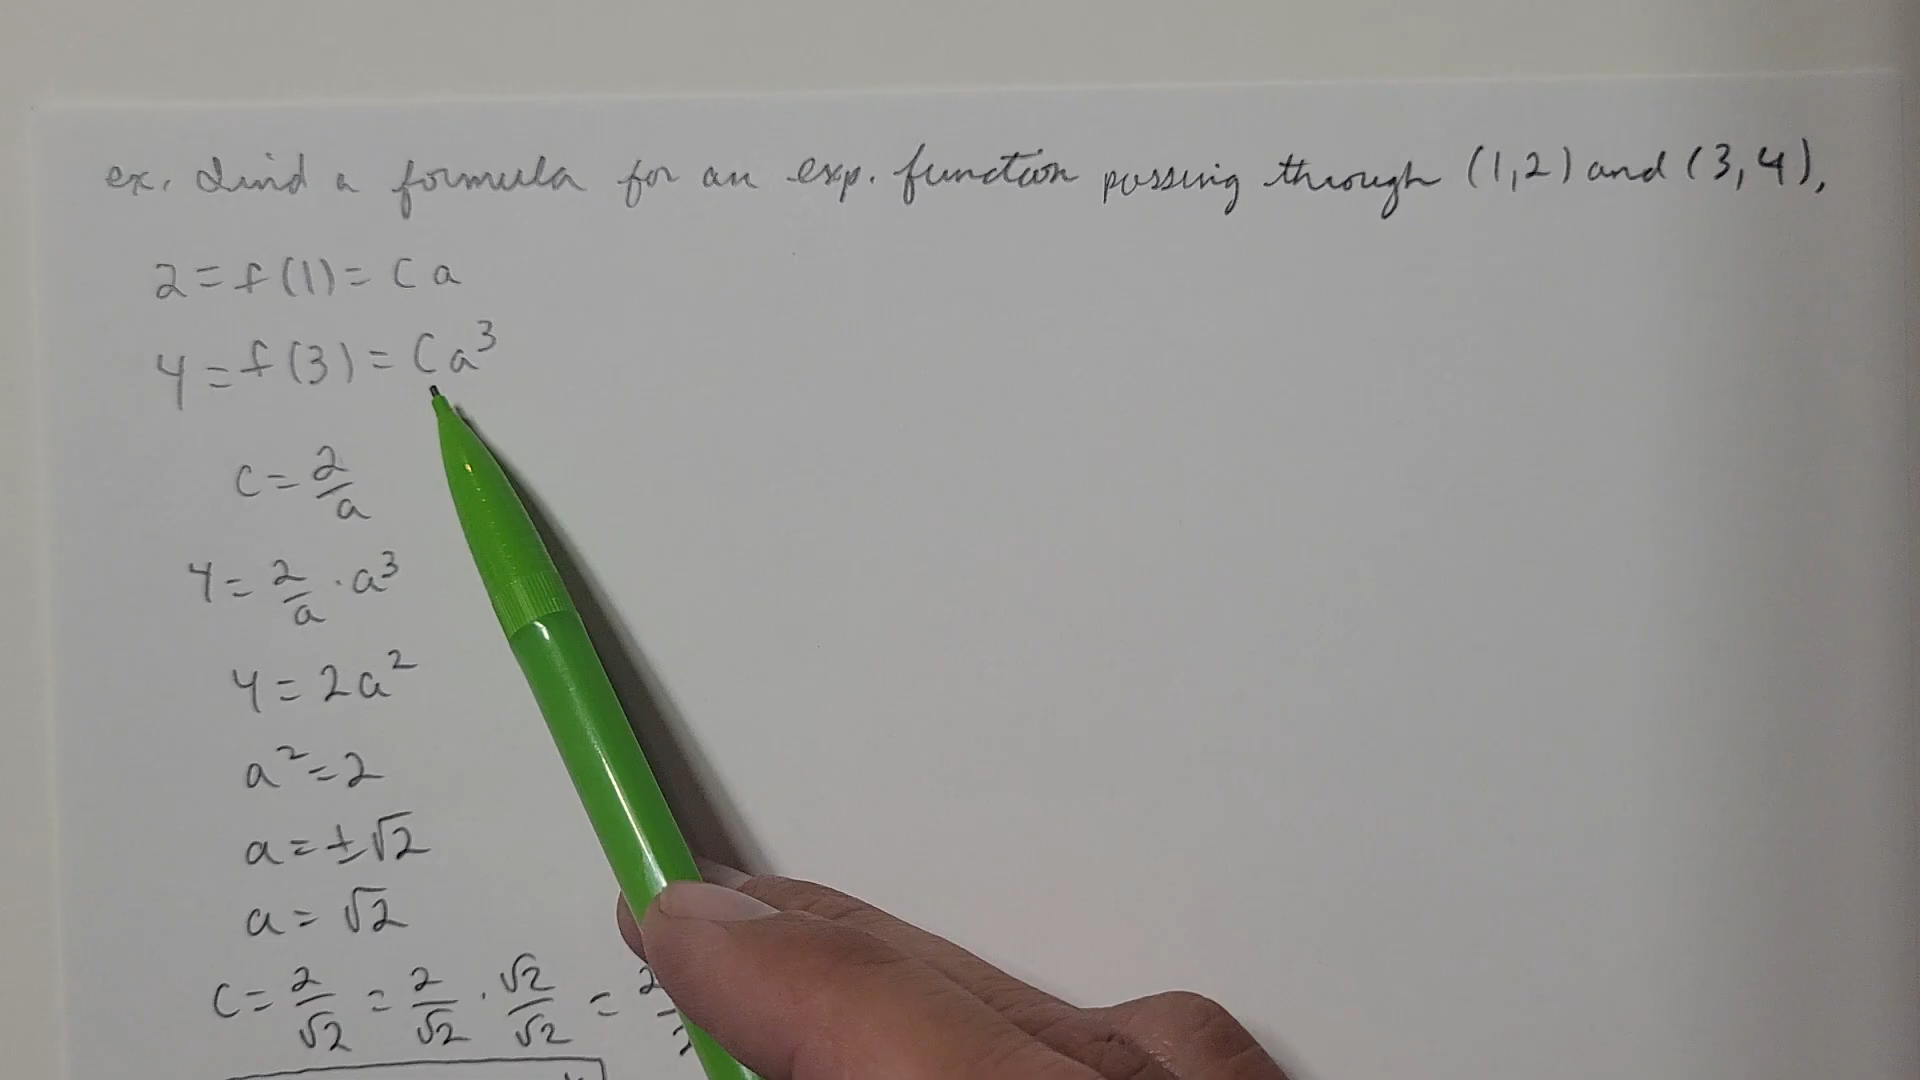 ex. Find a formula for an exp. function passing through (1,2) and (3,4).
2 = f(1) = Ca
4 = f(3) = Ca³
C = 2/a
4 = 2/a · a³
4 = 2a²
a² = 2
a = ±√2
a = √2
C = 2/√2 = 2/√2 · √2/√2 = 2